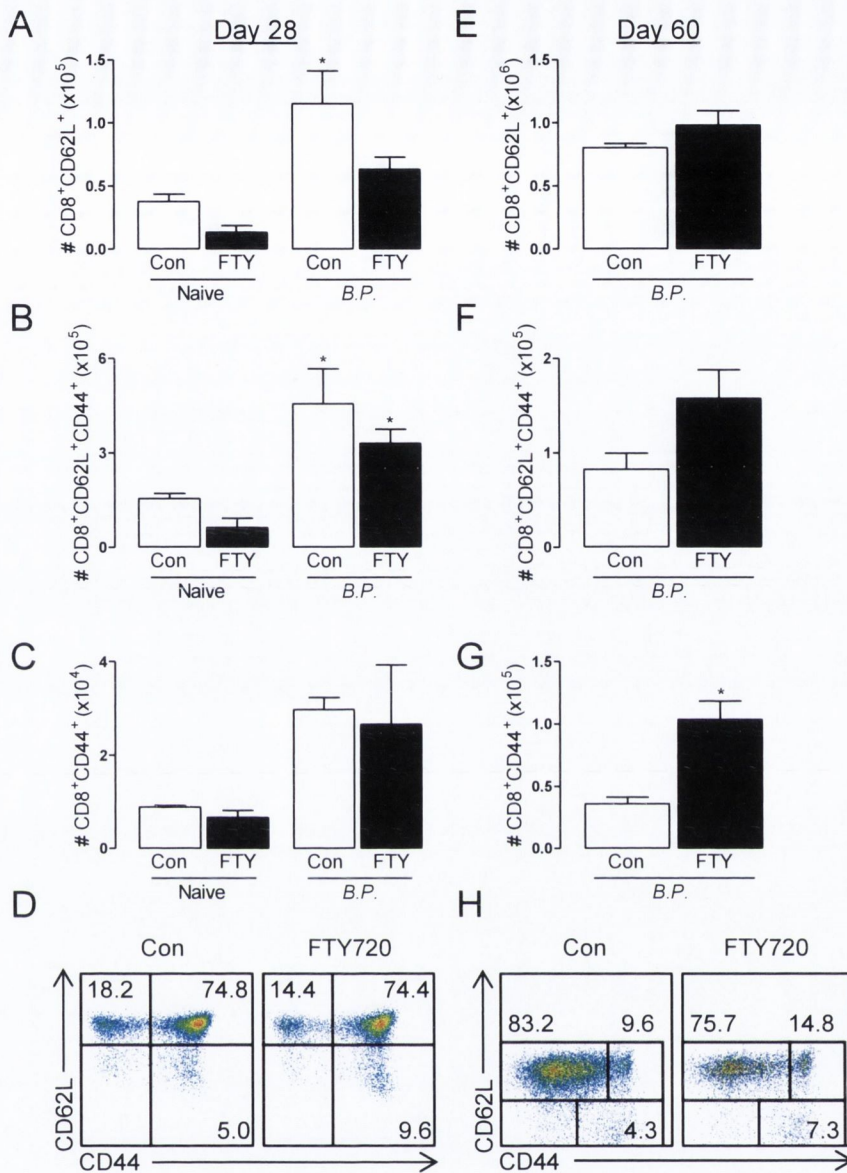 A
Day 28
# CD8⁺CD62L⁺ (x10⁵)
1.5
1.0
0.5
0.0
*
Con FTY Con FTY
Naive B.P.
E
Day 60
# CD8⁺CD62L⁺ (x10⁶)
1.5
1.0
0.5
0.0
Con FTY
B.P.
B
# CD8⁺CD62L⁺CD44⁺ (x10⁵)
6
3
0
* *
Con FTY Con FTY
Naive B.P.
F
# CD8⁺CD62L⁺CD44⁺ (x10⁵)
2
1
0
Con FTY
B.P.
C
# CD8⁺CD44⁺ (x10⁴)
4
2
0
Con FTY Con FTY
Naive B.P.
G
# CD8⁺CD44⁺ (x10⁵)
1.5
1.0
0.5
0.0
*
Con FTY
B.P.
D
Con FTY720
18.2 74.8 14.4 74.4
5.0 9.6
CD62L
CD44
H
Con FTY720
83.2 9.6 75.7 14.8
4.3 7.3
CD62L
CD44